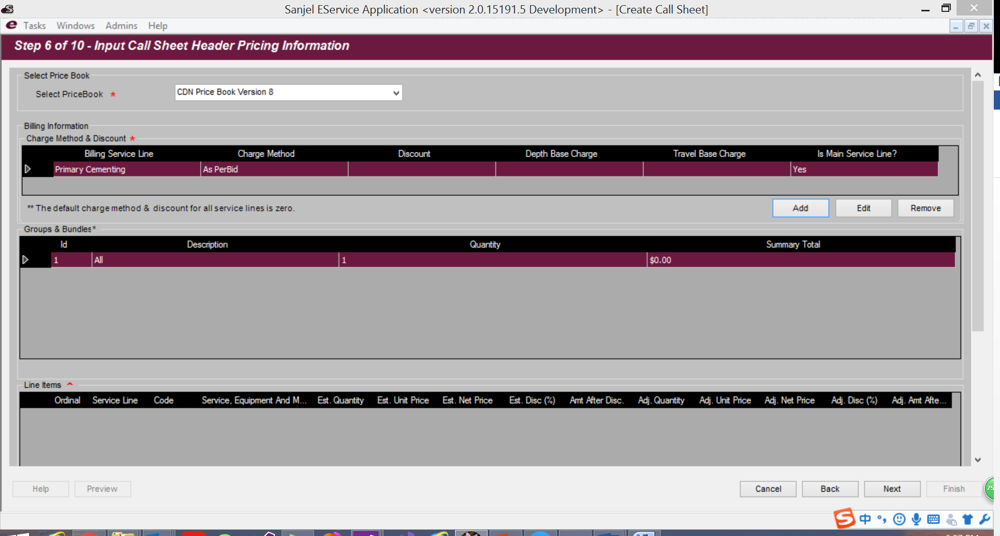 Sanjel EService Application <version 2.0.15191.5 Development> - [Create Call Sheet]
Tasks Windows Admins Help
Step 6 of 10 - Input Call Sheet Header Pricing Information
Select Price Book
Select PriceBook * CDN Price Book Version 8
Billing Information
Charge Method & Discount *
Billing Service Line Charge Method Discount Depth Base Charge Travel Base Charge Is Main Service Line?
Primary Cementing As PerBid Yes
** The default charge method & discount for all service lines is zero. Add Edit Remove
Groups & Bundles*
Id Description Quantity Summary Total
1 All 1 $0.00
Line Items
Ordinal Service Line Code Service, Equipment And M... Est. Quantity Est. Unit Price Est. Net Price Est. Disc (%) Amt After Disc. Adj. Quantity Adj. Unit Price Adj. Net Price Adj. Disc (%) Adj. Amt Afte...
Help Preview Cancel Back Next Finish
75
中